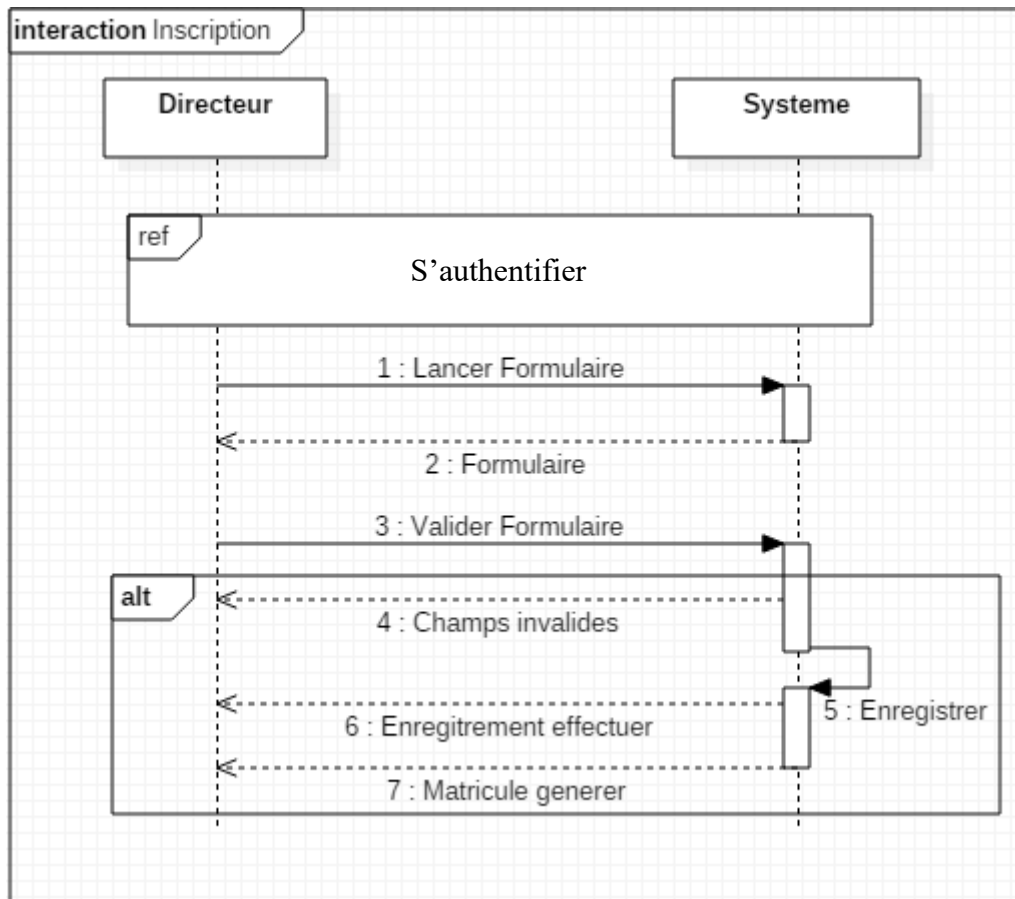 interaction Inscription
Directeur
Systeme
ref
S’authentifier
1 : Lancer Formulaire
2 : Formulaire
3 : Valider Formulaire
alt
4 : Champs invalides
5 : Enregistrer
6 : Enregitrement effectuer
7 : Matricule generer